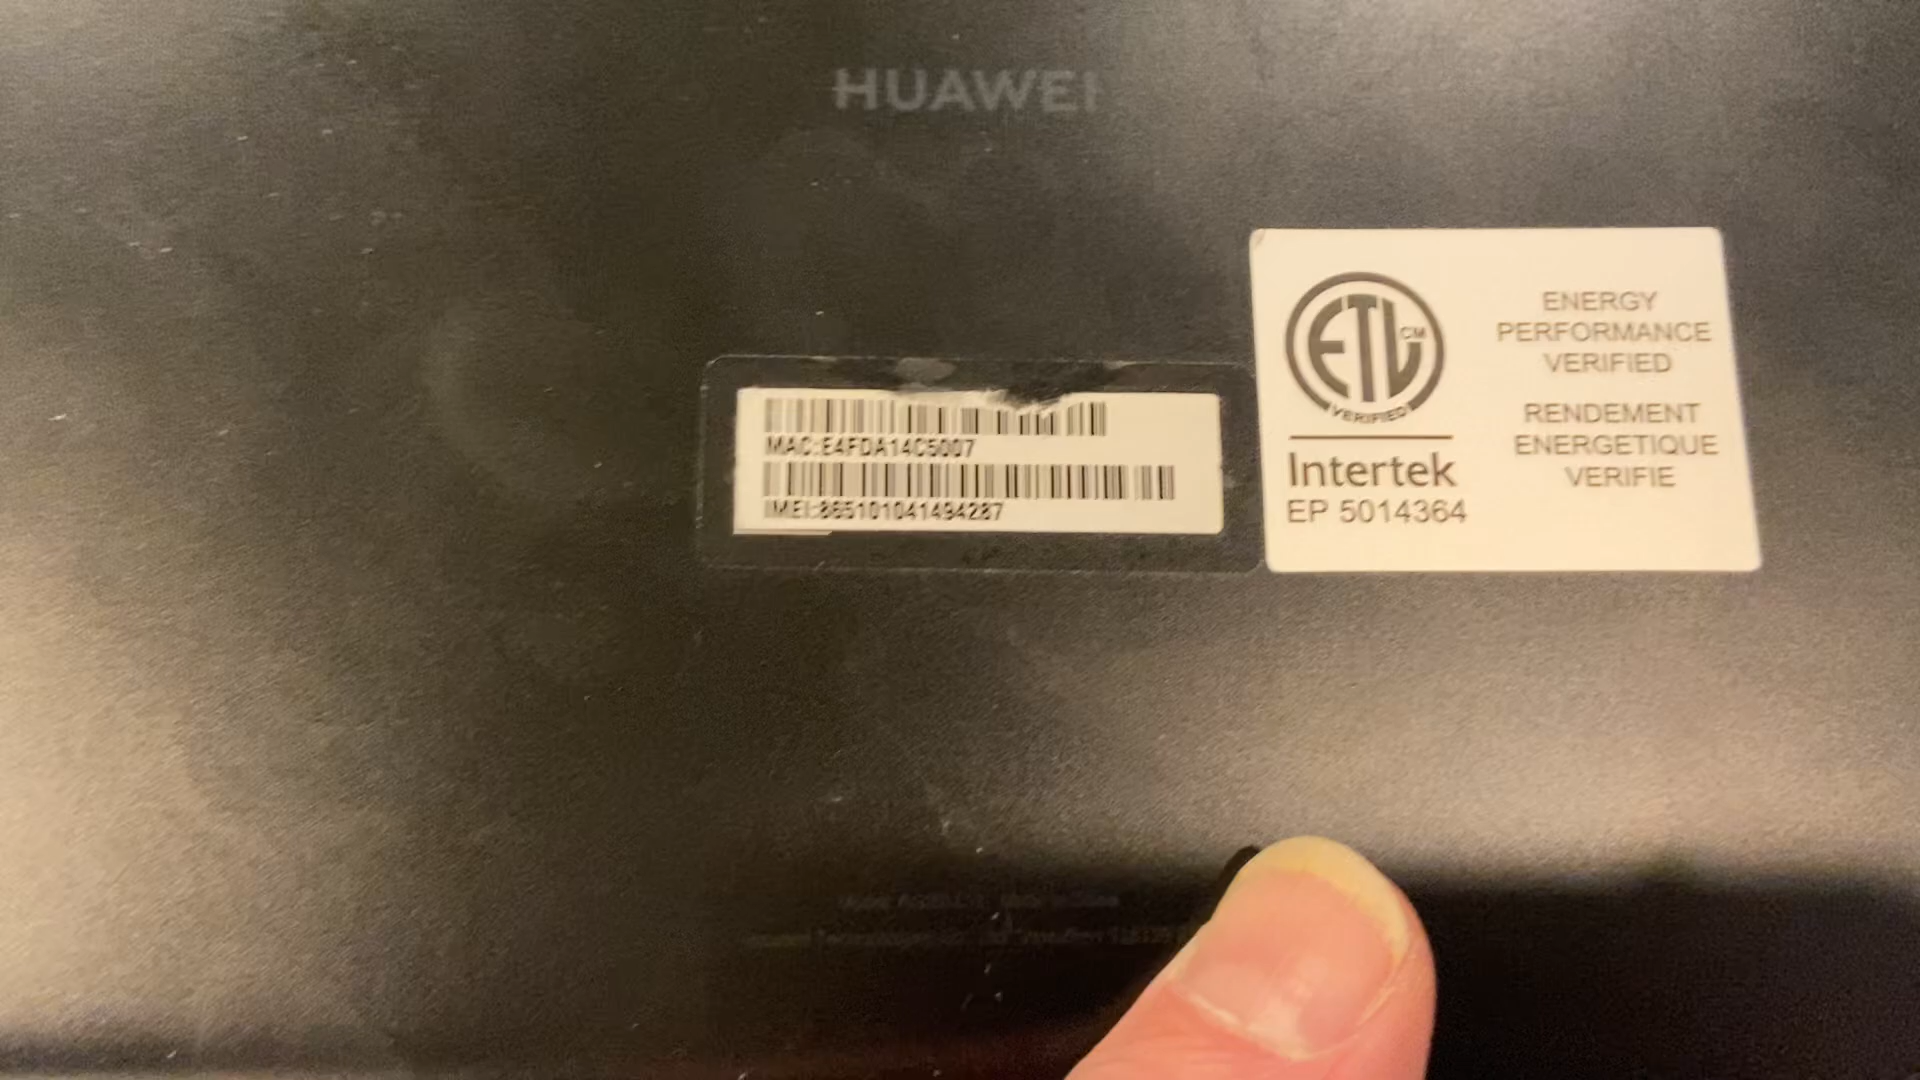 HUAWEI
MAC:E4FDA14C5007
IMEI:865101041494287
ETL CM
VERIFIED
Intertek
EP 5014364
ENERGY
PERFORMANCE
VERIFIED
RENDEMENT
ENERGETIQUE
VERIFIE